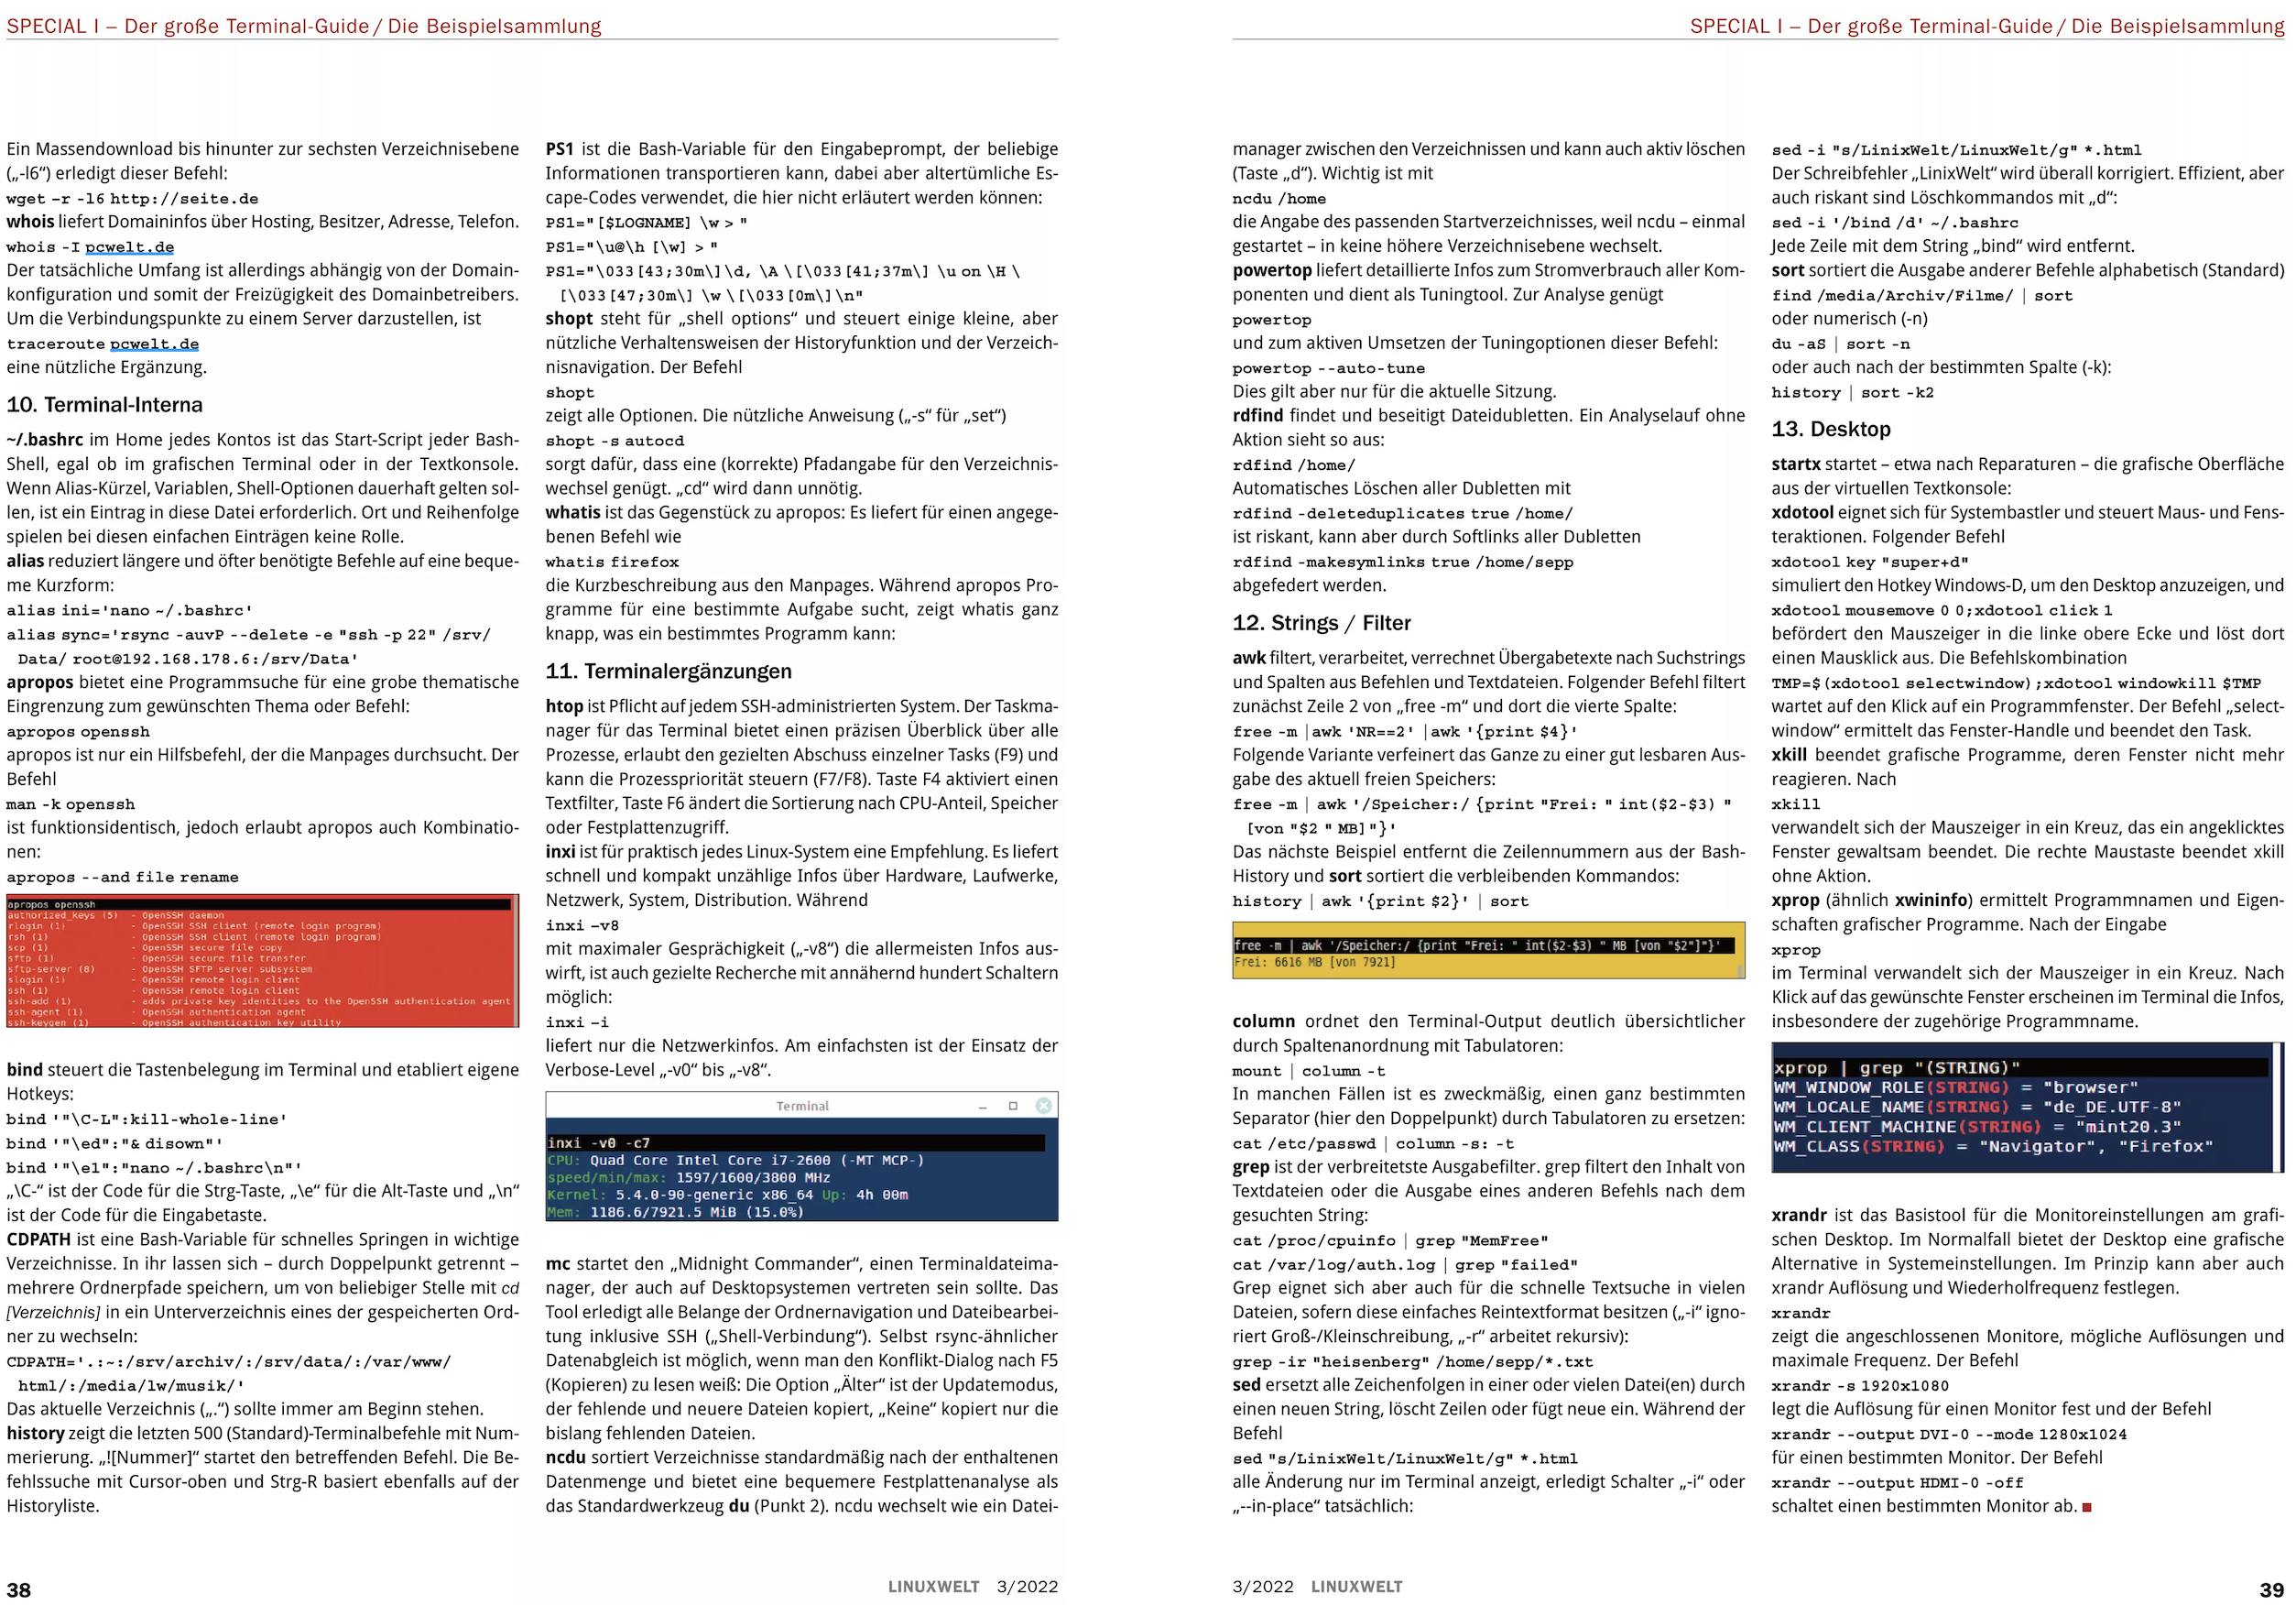 SPECIAL I – Der große Terminal-Guide / Die Beispielsammlung
Ein Massendownload bis hinunter zur sechsten Verzeichnisebene
(„-l6“) erledigt dieser Befehl:
wget –r -l6 http://seite.de
whois liefert Domaininfos über Hosting, Besitzer, Adresse, Telefon.
whois -I pcwelt.de
Der tatsächliche Umfang ist allerdings abhängig von der Domain-
konfiguration und somit der Freizügigkeit des Domainbetreibers.
Um die Verbindungspunkte zu einem Server darzustellen, ist
traceroute pcwelt.de
eine nützliche Ergänzung.
10. Terminal-Interna
~/.bashrc im Home jedes Kontos ist das Start-Script jeder Bash-
Shell, egal ob im grafischen Terminal oder in der Textkonsole.
Wenn Alias-Kürzel, Variablen, Shell-Optionen dauerhaft gelten sol-
len, ist ein Eintrag in diese Datei erforderlich. Ort und Reihenfolge
spielen bei diesen einfachen Einträgen keine Rolle.
alias reduziert längere und öfter benötigte Befehle auf eine beque-
me Kurzform:
alias ini='nano ~/.bashrc'
alias sync='rsync -auvP --delete -e "ssh -p 22" /srv/
Data/ root@192.168.178.6:/srv/Data'
apropos bietet eine Programmsuche für eine grobe thematische
Eingrenzung zum gewünschten Thema oder Befehl:
apropos openssh
apropos ist nur ein Hilfsbefehl, der die Manpages durchsucht. Der
Befehl
man -k openssh
ist funktionsidentisch, jedoch erlaubt apropos auch Kombinatio-
nen:
apropos --and file rename
apropos openssh
authorized_keys (5) - OpenSSH daemon
rlogin (1) - OpenSSH SSH client (remote login program)
rsh (1) - OpenSSH SSH client (remote login program)
scp (1) - OpenSSH secure file copy
sftp (1) - OpenSSH secure file transfer
sftp-server (8) - OpenSSH SFTP server subsystem
slogin (1) - OpenSSH remote login client
ssh (1) - OpenSSH remote login client
ssh-add (1) - adds private key identities to the OpenSSH authentication agent
ssh-agent (1) - OpenSSH authentication agent
ssh-keygen (1) - OpenSSH authentication key utility
bind steuert die Tastenbelegung im Terminal und etabliert eigene
Hotkeys:
bind '"\C-L":kill-whole-line'
bind '"\ed":"& disown"'
bind '"\e1":"nano ~/.bashrc\n"'
„\C-“ ist der Code für die Strg-Taste, „\e“ für die Alt-Taste und „\n“
ist der Code für die Eingabetaste.
CDPATH ist eine Bash-Variable für schnelles Springen in wichtige
Verzeichnisse. In ihr lassen sich – durch Doppelpunkt getrennt –
mehrere Ordnerpfade speichern, um von beliebiger Stelle mit cd
[Verzeichnis] in ein Unterverzeichnis eines der gespeicherten Ord-
ner zu wechseln:
CDPATH='.:~:/srv/archiv/:/srv/data/:/var/www/
html/:/media/lw/musik/'
Das aktuelle Verzeichnis („.“) sollte immer am Beginn stehen.
history zeigt die letzten 500 (Standard)-Terminalbefehle mit Num-
merierung. „![Nummer]“ startet den betreffenden Befehl. Die Be-
fehlssuche mit Cursor-oben und Strg-R basiert ebenfalls auf der
Historyliste.
PS1 ist die Bash-Variable für den Eingabeprompt, der beliebige
Informationen transportieren kann, dabei aber altertümliche Es-
cape-Codes verwendet, die hier nicht erläutert werden können:
PS1="[$LOGNAME] \w > "
PS1="\u@\h [\w] > "
PS1="\033[43;30m\]\d, \A \[\033[41;37m\] \u on \H \
[\033[47;30m\] \w \[\033[0m\]\n"
shopt steht für „shell options“ und steuert einige kleine, aber
nützliche Verhaltensweisen der Historyfunktion und der Verzeich-
nisnavigation. Der Befehl
shopt
zeigt alle Optionen. Die nützliche Anweisung („-s“ für „set“)
shopt -s autocd
sorgt dafür, dass eine (korrekte) Pfadangabe für den Verzeichnis-
wechsel genügt. „cd“ wird dann unnötig.
whatis ist das Gegenstück zu apropos: Es liefert für einen angege-
benen Befehl wie
whatis firefox
die Kurzbeschreibung aus den Manpages. Während apropos Pro-
gramme für eine bestimmte Aufgabe sucht, zeigt whatis ganz
knapp, was ein bestimmtes Programm kann:
11. Terminalergänzungen
htop ist Pflicht auf jedem SSH-administrierten System. Der Taskma-
nager für das Terminal bietet einen präzisen Überblick über alle
Prozesse, erlaubt den gezielten Abschuss einzelner Tasks (F9) und
kann die Prozesspriorität steuern (F7/F8). Taste F4 aktiviert einen
Textfilter, Taste F6 ändert die Sortierung nach CPU-Anteil, Speicher
oder Festplattenzugriff.
inxi ist für praktisch jedes Linux-System eine Empfehlung. Es liefert
schnell und kompakt unzählige Infos über Hardware, Laufwerke,
Netzwerk, System, Distribution. Während
inxi –v8
mit maximaler Gesprächigkeit („-v8“) die allermeisten Infos aus-
wirft, ist auch gezielte Recherche mit annähernd hundert Schaltern
möglich:
inxi –i
liefert nur die Netzwerkinfos. Am einfachsten ist der Einsatz der
Verbose-Level „-v0“ bis „-v8“.
Terminal
inxi -v0 -c7
CPU: Quad Core Intel Core i7-2600 (-MT MCP-)
speed/min/max: 1597/1600/3800 MHz
Kernel: 5.4.0-90-generic x86_64 Up: 4h 00m
Mem: 1186.6/7921.5 MiB (15.0%)
mc startet den „Midnight Commander“, einen Terminaldateima-
nager, der auch auf Desktopsystemen vertreten sein sollte. Das
Tool erledigt alle Belange der Ordnernavigation und Dateibearbei-
tung inklusive SSH („Shell-Verbindung“). Selbst rsync-ähnlicher
Datenabgleich ist möglich, wenn man den Konflikt-Dialog nach F5
(Kopieren) zu lesen weiß: Die Option „Älter“ ist der Updatemodus,
der fehlende und neuere Dateien kopiert, „Keine“ kopiert nur die
bislang fehlenden Dateien.
ncdu sortiert Verzeichnisse standardmäßig nach der enthaltenen
Datenmenge und bietet eine bequemere Festplattenanalyse als
das Standardwerkzeug du (Punkt 2). ncdu wechselt wie ein Datei-
38
LINUXWELT 3/2022
SPECIAL I – Der große Terminal-Guide / Die Beispielsammlung
manager zwischen den Verzeichnissen und kann auch aktiv löschen
(Taste „d“). Wichtig ist mit
ncdu /home
die Angabe des passenden Startverzeichnisses, weil ncdu – einmal
gestartet – in keine höhere Verzeichnisebene wechselt.
powertop liefert detaillierte Infos zum Stromverbrauch aller Kom-
ponenten und dient als Tuningtool. Zur Analyse genügt
powertop
und zum aktiven Umsetzen der Tuningoptionen dieser Befehl:
powertop --auto-tune
Dies gilt aber nur für die aktuelle Sitzung.
rdfind findet und beseitigt Dateidubletten. Ein Analyselauf ohne
Aktion sieht so aus:
rdfind /home/
Automatisches Löschen aller Dubletten mit
rdfind -deleteduplicates true /home/
ist riskant, kann aber durch Softlinks aller Dubletten
rdfind -makesymlinks true /home/sepp
abgefedert werden.
12. Strings / Filter
awk filtert, verarbeitet, verrechnet Übergabetexte nach Suchstrings
und Spalten aus Befehlen und Textdateien. Folgender Befehl filtert
zunächst Zeile 2 von „free -m“ und dort die vierte Spalte:
free -m |awk 'NR==2' |awk '{print $4}'
Folgende Variante verfeinert das Ganze zu einer gut lesbaren Aus-
gabe des aktuell freien Speichers:
free -m | awk '/Speicher:/ {print "Frei: " int($2-$3) "
[von "$2 " MB]"}'
Das nächste Beispiel entfernt die Zeilennummern aus der Bash-
History und sort sortiert die verbleibenden Kommandos:
history | awk '{print $2}' | sort
free -m | awk '/Speicher:/ {print "Frei: " int($2-$3) " MB [von "$2"]"}'
Frei: 6616 MB [von 7921]
column ordnet den Terminal-Output deutlich übersichtlicher
durch Spaltenanordnung mit Tabulatoren:
mount | column -t
In manchen Fällen ist es zweckmäßig, einen ganz bestimmten
Separator (hier den Doppelpunkt) durch Tabulatoren zu ersetzen:
cat /etc/passwd | column -s: -t
grep ist der verbreitetste Ausgabefilter. grep filtert den Inhalt von
Textdateien oder die Ausgabe eines anderen Befehls nach dem
gesuchten String:
cat /proc/cpuinfo | grep "MemFree"
cat /var/log/auth.log | grep "failed"
Grep eignet sich aber auch für die schnelle Textsuche in vielen
Dateien, sofern diese einfaches Reintextformat besitzen („-i“ igno-
riert Groß-/Kleinschreibung, „-r“ arbeitet rekursiv):
grep -ir "heisenberg" /home/sepp/*.txt
sed ersetzt alle Zeichenfolgen in einer oder vielen Datei(en) durch
einen neuen String, löscht Zeilen oder fügt neue ein. Während der
Befehl
sed "s/LinixWelt/LinuxWelt/g" *.html
alle Änderung nur im Terminal anzeigt, erledigt Schalter „-i“ oder
„--in-place“ tatsächlich:
sed -i "s/LinixWelt/LinuxWelt/g" *.html
Der Schreibfehler „LinixWelt“ wird überall korrigiert. Effizient, aber
auch riskant sind Löschkommandos mit „d“:
sed -i '/bind /d' ~/.bashrc
Jede Zeile mit dem String „bind“ wird entfernt.
sort sortiert die Ausgabe anderer Befehle alphabetisch (Standard)
find /media/Archiv/Filme/ | sort
oder numerisch (-n)
du -aS | sort -n
oder auch nach der bestimmten Spalte (-k):
history | sort -k2
13. Desktop
startx startet – etwa nach Reparaturen – die grafische Oberfläche
aus der virtuellen Textkonsole:
xdotool eignet sich für Systembastler und steuert Maus- und Fens-
teraktionen. Folgender Befehl
xdotool key "super+d"
simuliert den Hotkey Windows-D, um den Desktop anzuzeigen, und
xdotool mousemove 0 0;xdotool click 1
befördert den Mauszeiger in die linke obere Ecke und löst dort
einen Mausklick aus. Die Befehlskombination
TMP=$(xdotool selectwindow);xdotool windowkill $TMP
wartet auf den Klick auf ein Programmfenster. Der Befehl „select-
window“ ermittelt das Fenster-Handle und beendet den Task.
xkill beendet grafische Programme, deren Fenster nicht mehr
reagieren. Nach
xkill
verwandelt sich der Mauszeiger in ein Kreuz, das ein angeklicktes
Fenster gewaltsam beendet. Die rechte Maustaste beendet xkill
ohne Aktion.
xprop (ähnlich xwininfo) ermittelt Programmnamen und Eigen-
schaften grafischer Programme. Nach der Eingabe
xprop
im Terminal verwandelt sich der Mauszeiger in ein Kreuz. Nach
Klick auf das gewünschte Fenster erscheinen im Terminal die Infos,
insbesondere der zugehörige Programmname.
xprop | grep "(STRING)"
WM_WINDOW_ROLE(STRING) = "browser"
WM_LOCALE_NAME(STRING) = "de_DE.UTF-8"
WM_CLIENT_MACHINE(STRING) = "mint20.3"
WM_CLASS(STRING) = "Navigator", "Firefox"
xrandr ist das Basistool für die Monitoreinstellungen am grafi-
schen Desktop. Im Normalfall bietet der Desktop eine grafische
Alternative in Systemeinstellungen. Im Prinzip kann aber auch
xrandr Auflösung und Wiederholfrequenz festlegen.
xrandr
zeigt die angeschlossenen Monitore, mögliche Auflösungen und
maximale Frequenz. Der Befehl
xrandr -s 1920x1080
legt die Auflösung für einen Monitor fest und der Befehl
xrandr --output DVI-0 --mode 1280x1024
für einen bestimmten Monitor. Der Befehl
xrandr --output HDMI-0 -off
schaltet einen bestimmten Monitor ab.
3/2022 LINUXWELT
39